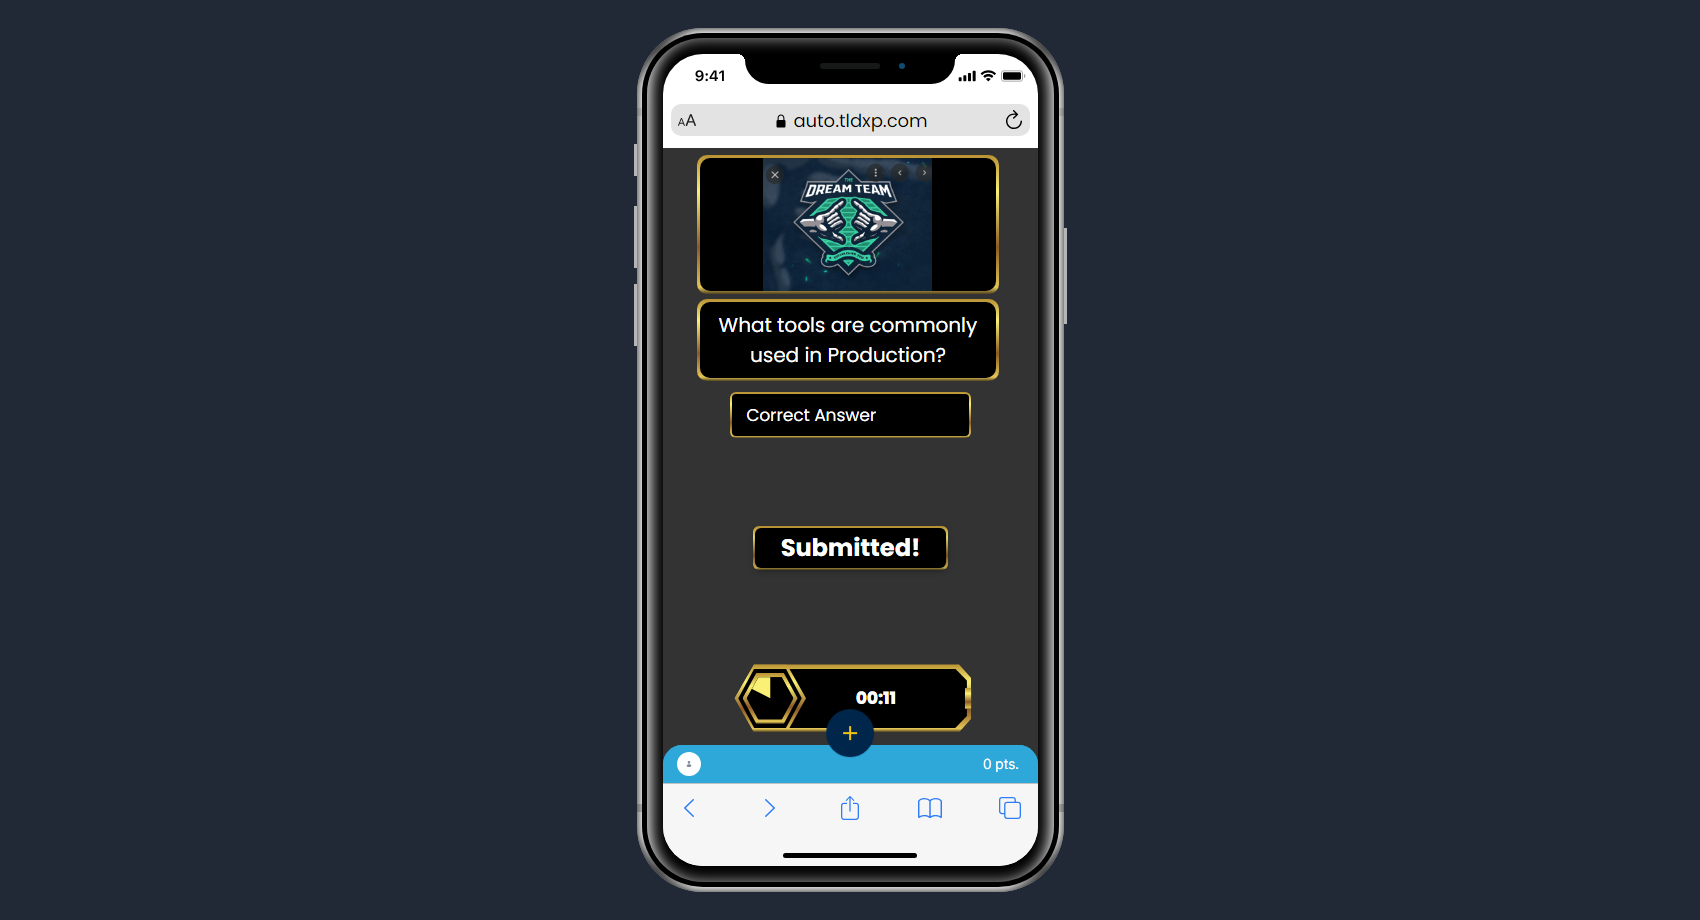 9:41
AA auto.tldxp.com
THE
DREAM TEAM
What tools are commonly
used in Production?
Correct Answer
Submitted!
00:11
+
0 pts.